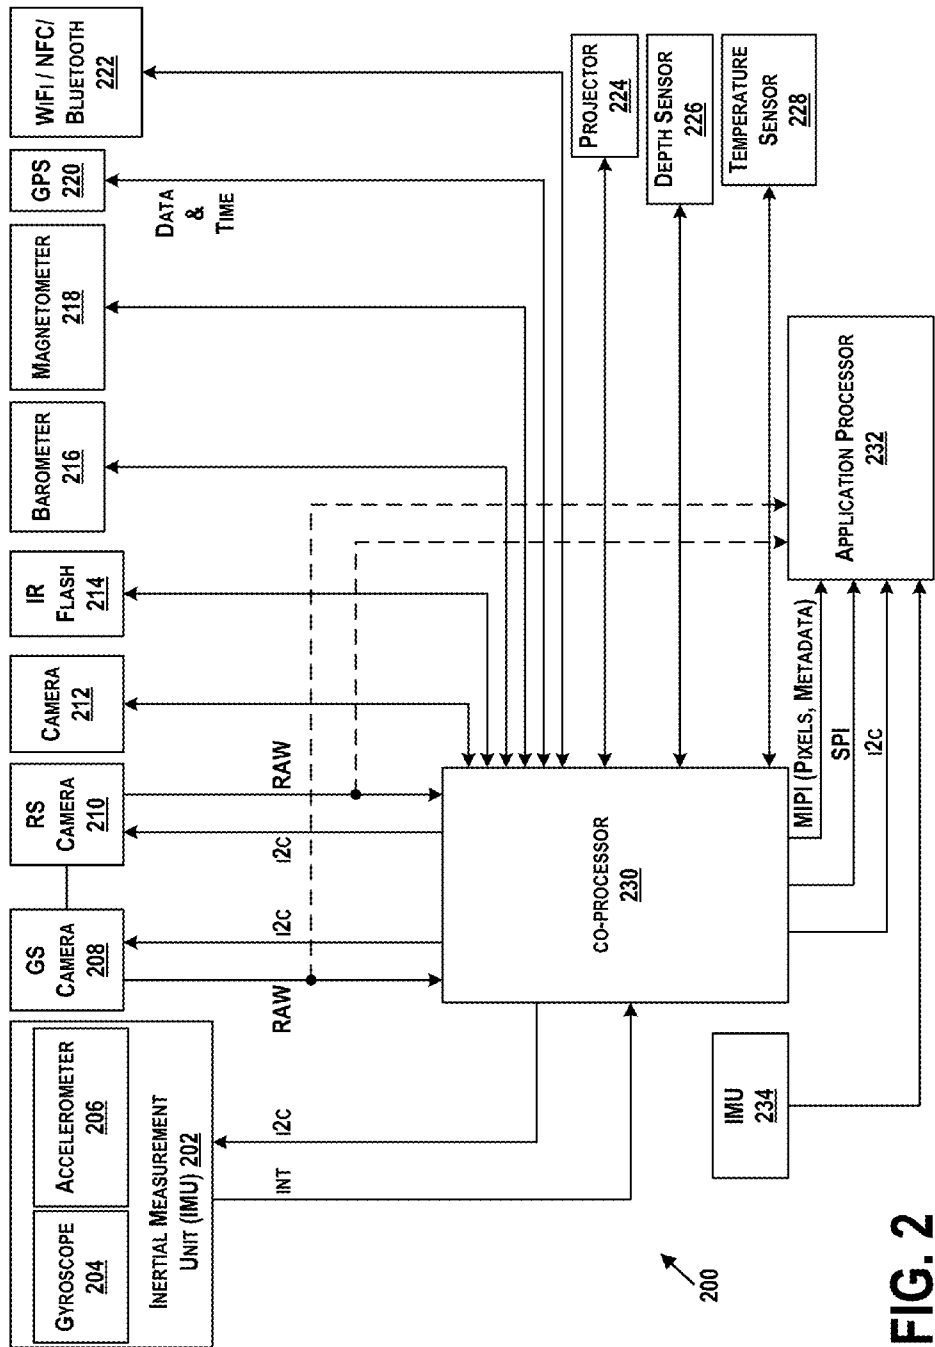 GYROSCOPE
204
ACCELEROMETER
206
INERTIAL MEASUREMENT
UNIT (IMU) 202
GS
CAMERA
208
RS
CAMERA
210
CAMERA
212
IR
FLASH
214
BAROMETER
216
MAGNETOMETER
218
GPS
220
WIFI / NFC/
BLUETOOTH
222
I2C
INT
RAW
I2C
I2C
RAW
DATA
&
TIME
PROJECTOR
224
DEPTH SENSOR
226
TEMPERATURE
SENSOR
228
CO-PROCESSOR
230
200
IMU
234
MIPI (PIXELS, METADATA)
SPI
I2C
APPLICATION PROCESSOR
232
FIG. 2